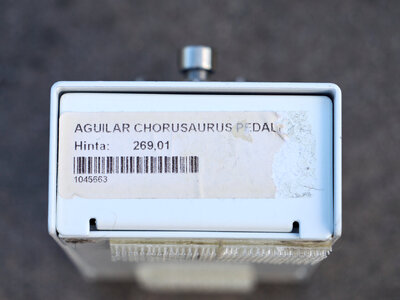 AGUILAR CHORUSAURUS PEDAL
Hinta: 269,01
1045663